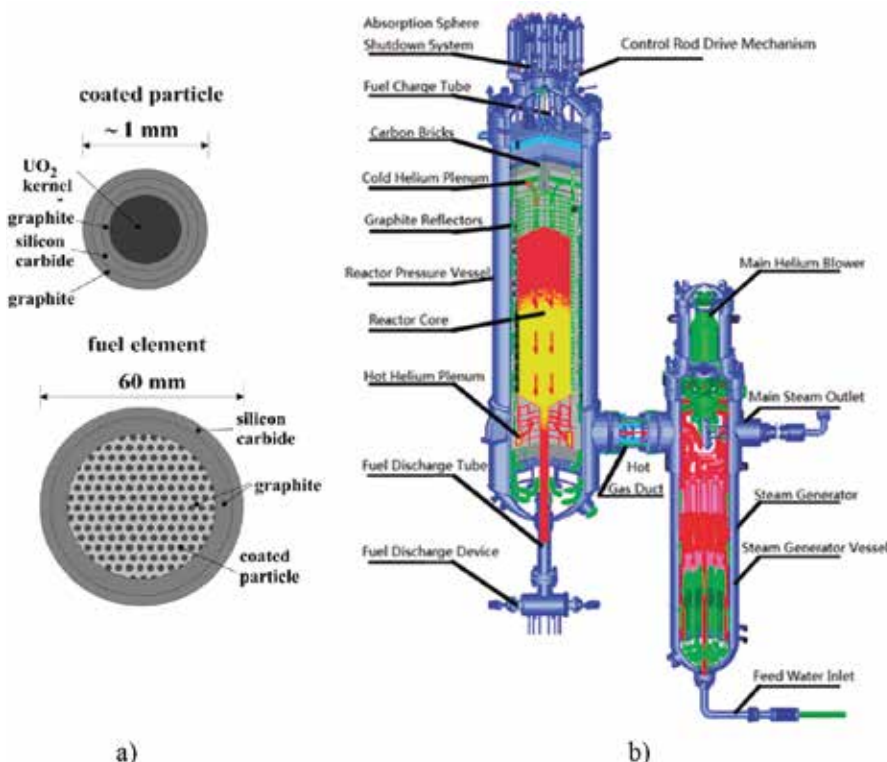 coated particle
~ 1 mm
UO2
kernel
graphite
silicon
carbide
graphite
fuel element
60 mm
silicon
carbide
graphite
coated
particle
a)
Absorption Sphere
Shutdown System
Control Rod Drive Mechanism
Fuel Charge Tube
Carbon Bricks
Cold Helium Plenum
Graphite Reflectors
Reactor Pressure Vessel
Main Helium Blower
Reactor Core
Hot Helium Plenum
Main Steam Outlet
Fuel Discharge Tube
Hot
Gas Duct
Steam Generator
Steam Generator Vessel
Fuel Discharge Device
Feed Water Inlet
b)